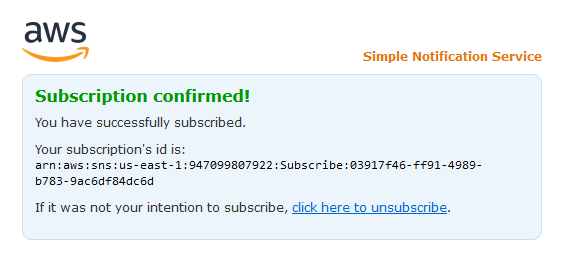 aws
Simple Notification Service
Subscription confirmed!
You have successfully subscribed.
Your subscription's id is:
arn:aws:sns:us-east-1:947099807922:Subscribe:03917f46-ff91-4989-
b783-9ac6df84dc6d
If it was not your intention to subscribe, click here to unsubscribe.